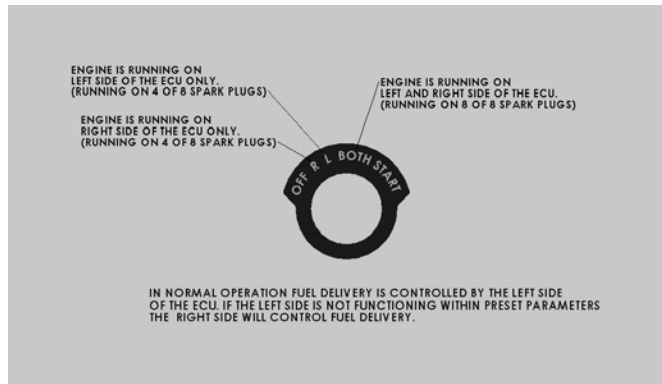 ENGINE IS RUNNING ON
LEFT SIDE OF THE ECU ONLY.
(RUNNING ON 4 OF 8 SPARK PLUGS)
ENGINE IS RUNNING ON
LEFT AND RIGHT SIDE OF THE ECU.
(RUNNING ON 8 OF 8 SPARK PLUGS)
ENGINE IS RUNNING ON
RIGHT SIDE OF THE ECU ONLY.
(RUNNING ON 4 OF 8 SPARK PLUGS)
OFF R L BOTH START
IN NORMAL OPERATION FUEL DELIVERY IS CONTROLLED BY THE LEFT SIDE
OF THE ECU. IF THE LEFT SIDE IS NOT FUNCTIONING WITHIN PRESET PARAMETERS
THE RIGHT SIDE WILL CONTROL FUEL DELIVERY.